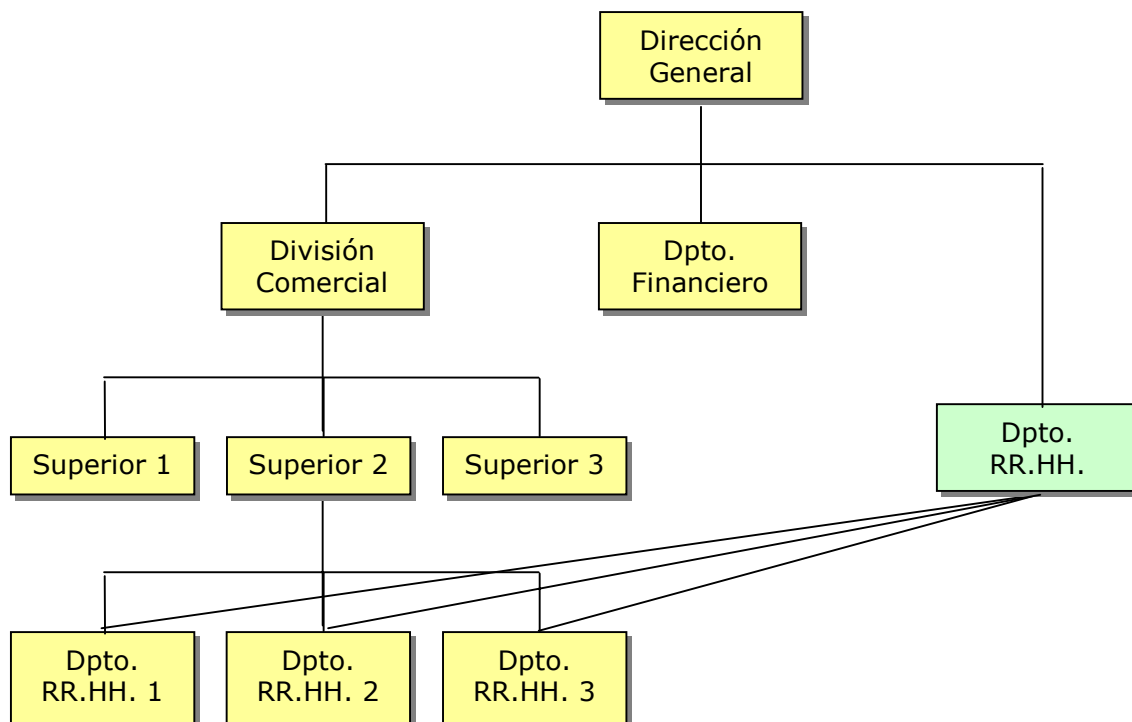 Dirección
General
División
Comercial
Dpto.
Financiero
Superior 1
Superior 2
Superior 3
Dpto.
RR.HH.
Dpto.
RR.HH. 1
Dpto.
RR.HH. 2
Dpto.
RR.HH. 3